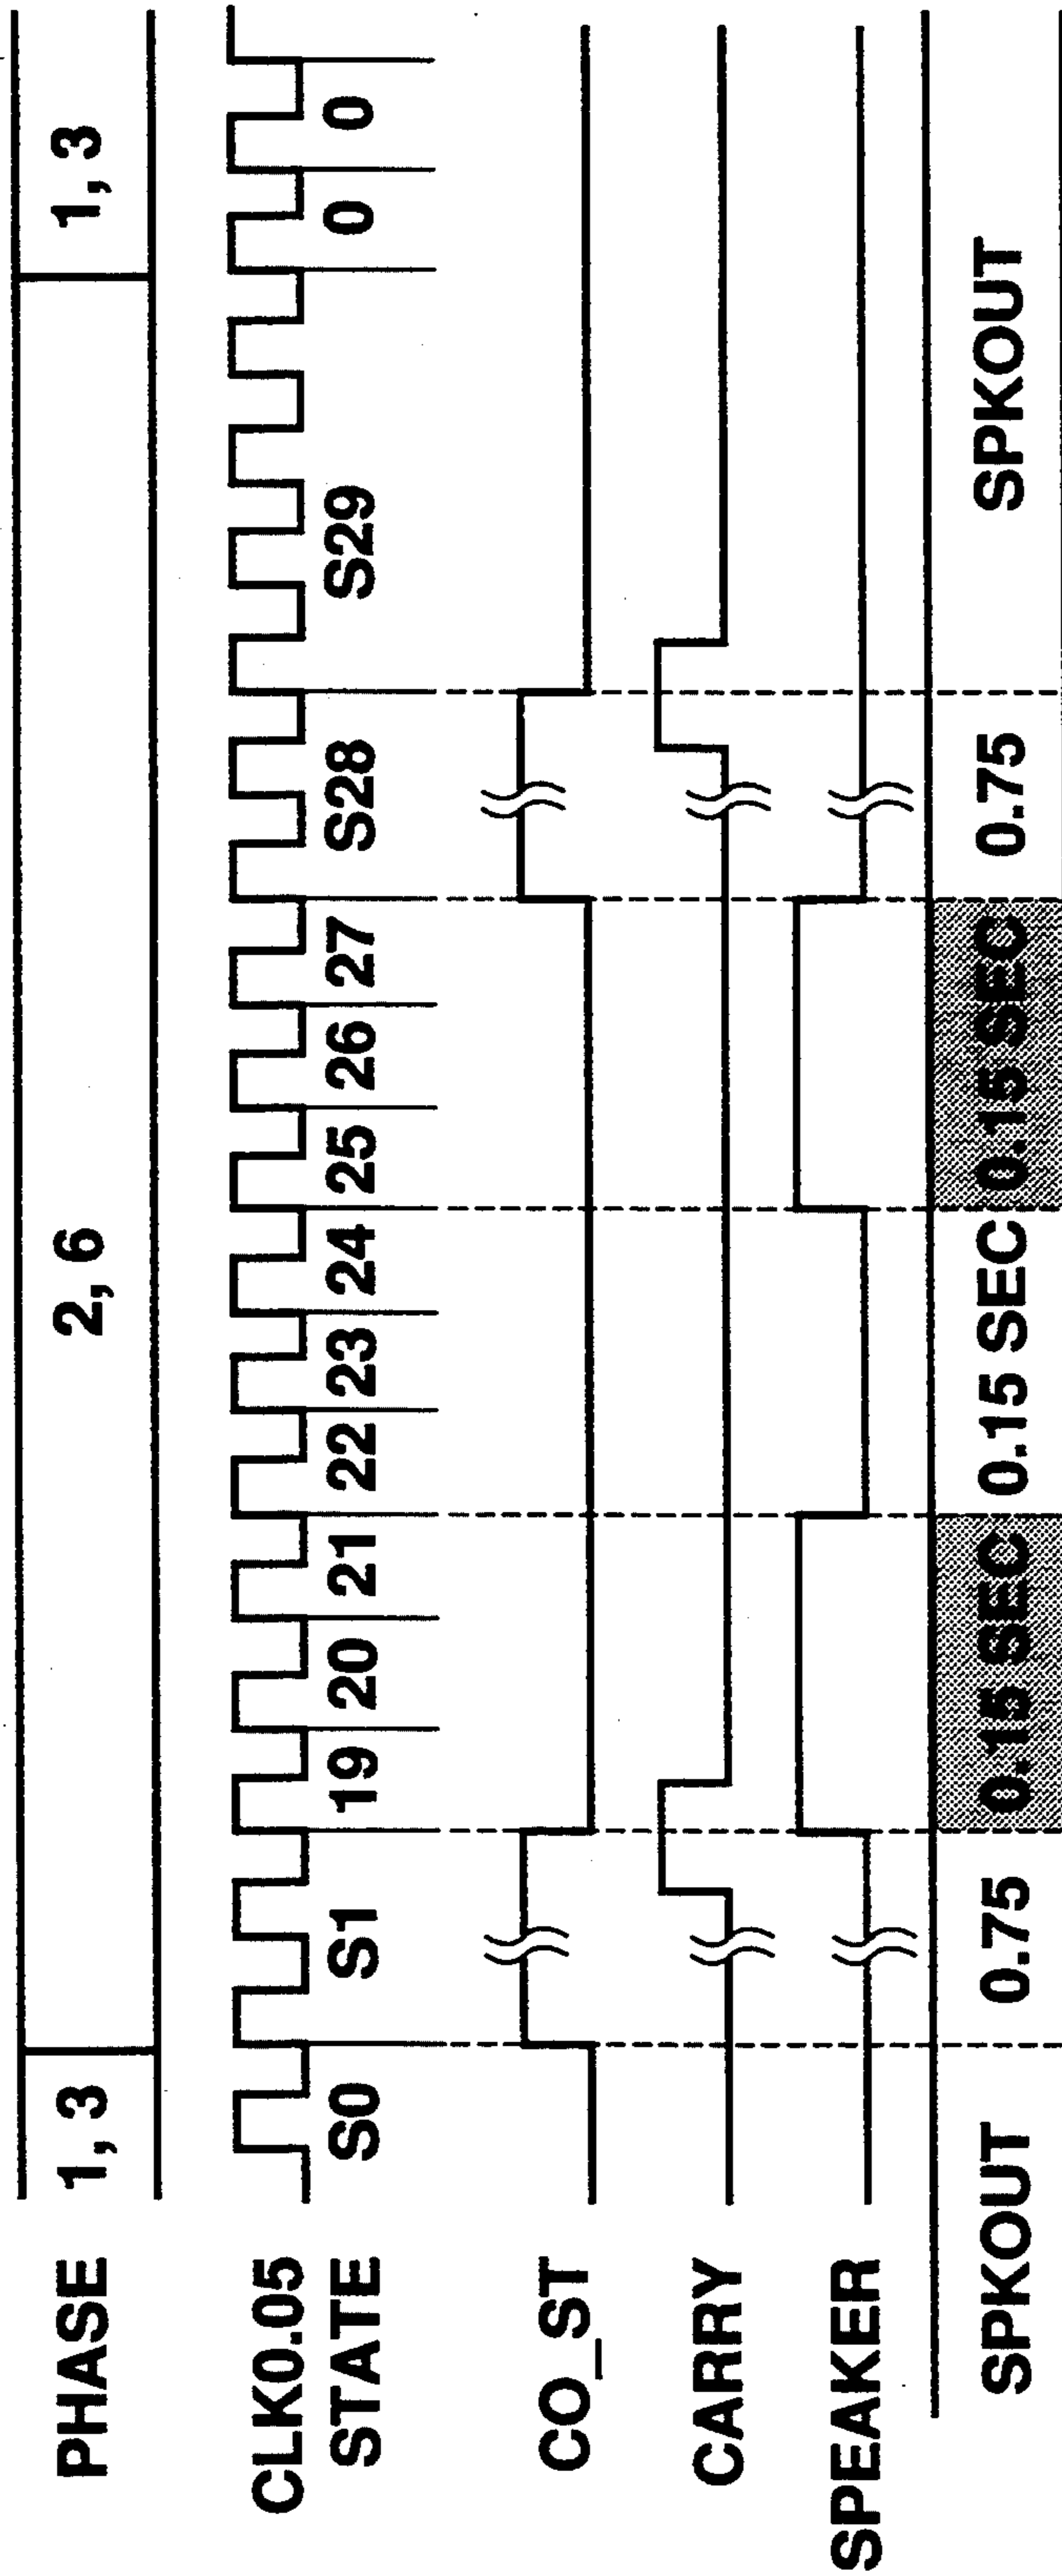 PHASE 1, 3 2, 6 1, 3
CLK0.05
STATE S0 S1 19 20 21 22 23 24 25 26 27 S28 S29 0 0
CO_ST
CARRY
SPEAKER
SPKOUT 0.75 0.15 SEC 0.15 SEC 0.15 SEC 0.75 SPKOUT